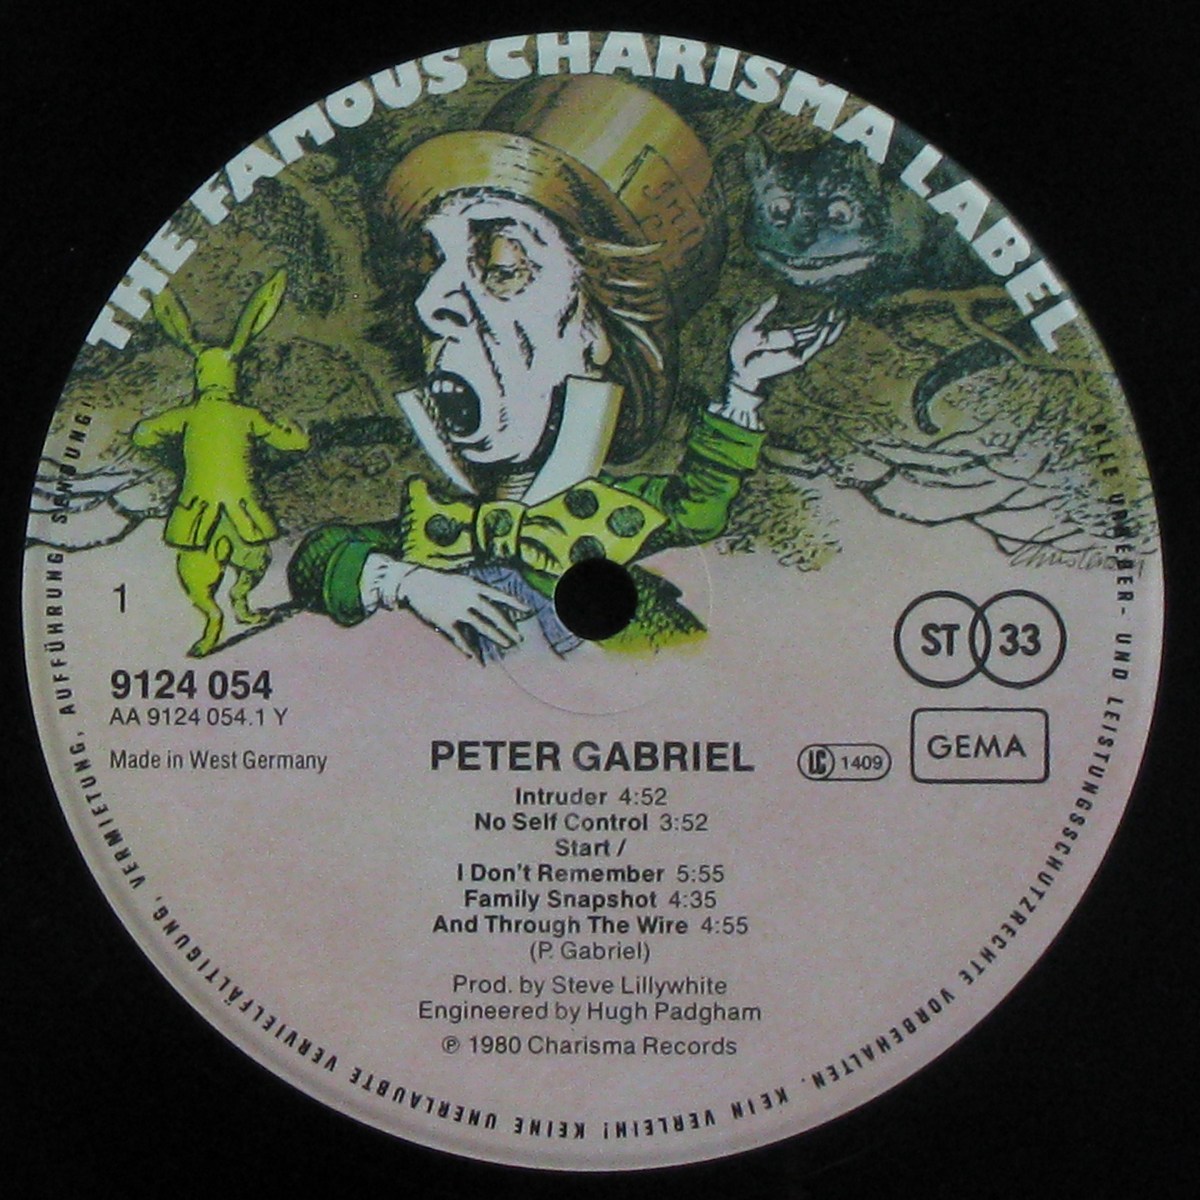 THE FAMOUS CHARISMA LABEL
1
9124 054
AA 9124 054.1 Y
Made in West Germany
ST 33
GEMA
LC 1409
PETER GABRIEL
Intruder 4:52
No Self Control 3:52
Start /
I Don't Remember 5:55
Family Snapshot 4:35
And Through The Wire 4:55
(P. Gabriel)
Prod. by Steve Lillywhite
Engineered by Hugh Padgham
℗ 1980 Charisma Records
ALLE URHEBER- UND LEISTUNGSSCHUTZRECHTE VORBEHALTEN. KEIN VERLEIH! KEINE UNERLAUBTE VERVIELFÄLTIGUNG, VERMIETUNG, AUFFÜHRUNG, SENDUNG!